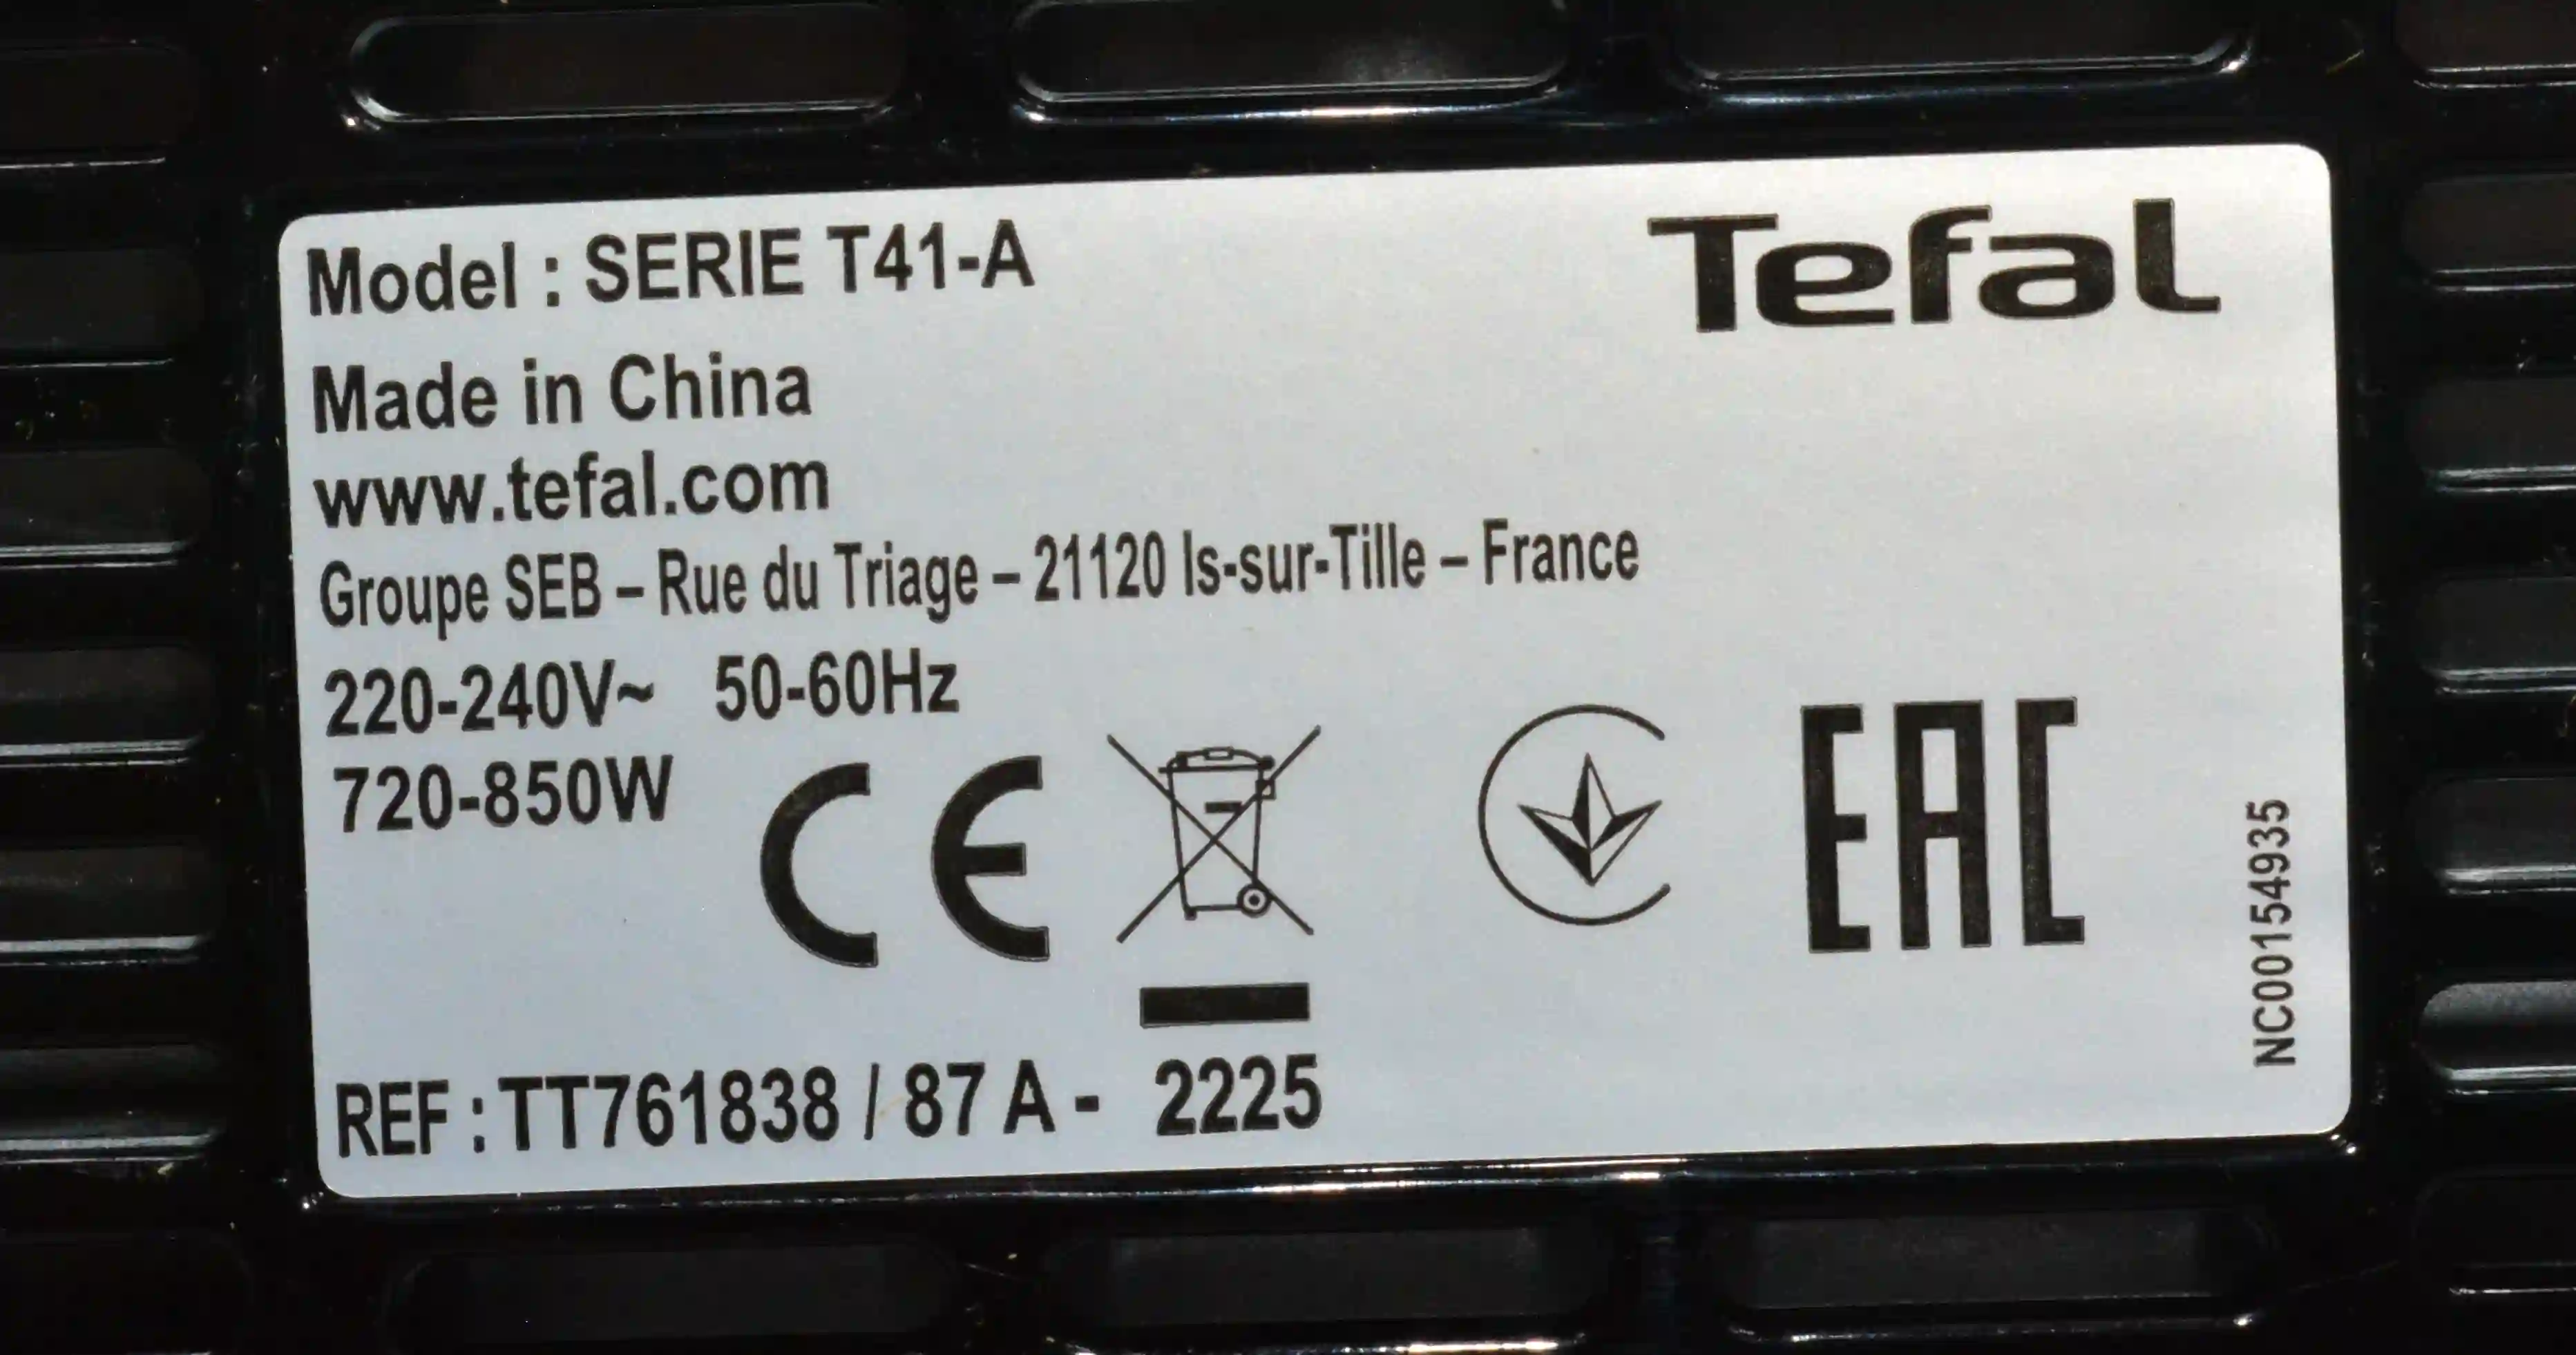 Tefal
Model : SERIE T41-A
Made in China
www.tefal.com
Groupe SEB – Rue du Triage – 21120 Is-sur-Tille – France
220-240V~ 50-60Hz
720-850W
CE
EAC
NC00154935
REF : TT761838 / 87 A - 2225